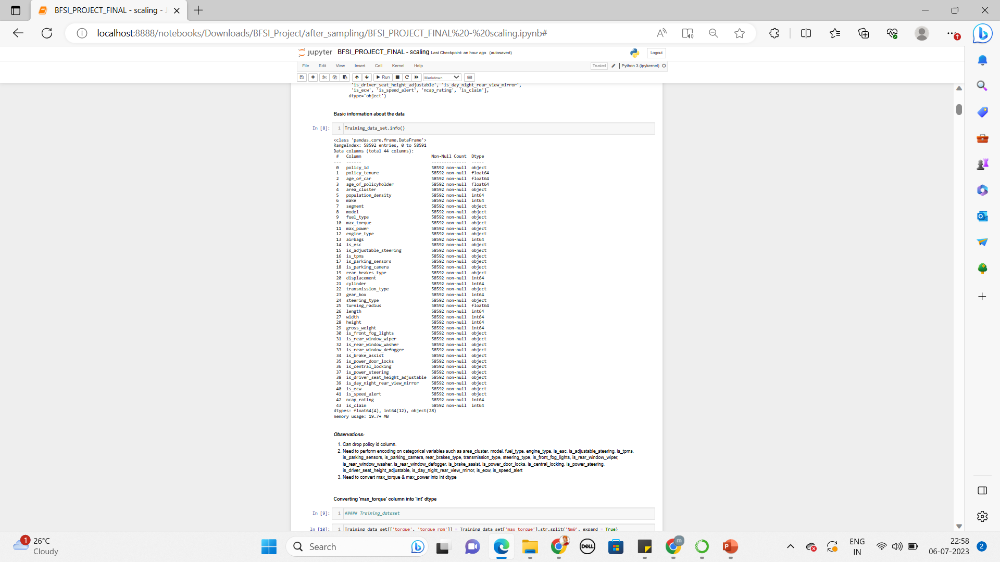 BFSI_PROJECT_FINAL - scaling - J
localhost:8888/notebooks/Downloads/BFSI_Project/after_sampling/BFSI_PROJECT_FINAL%20-%20scaling.ipynb#
jupyter BFSI_PROJECT_FINAL - scaling Last Checkpoint: an hour ago (autosaved)
Logout
File Edit View Insert Cell Kernel Help
Trusted Python 3 (ipykernel)
Run Markdown
'is_driver_seat_height_adjustable', 'is_day_night_rear_view_mirror',
'is_ecw', 'is_speed_alert', 'ncap_rating', 'is_claim'],
dtype='object')
Basic information about the data
In [8]: 1 Training_data_set.info()
<class 'pandas.core.frame.DataFrame'>
RangeIndex: 58592 entries, 0 to 58591
Data columns (total 44 columns):
# Column Non-Null Count Dtype
--- ------ -------------- -----
0 policy_id 58592 non-null object
1 policy_tenure 58592 non-null float64
2 age_of_car 58592 non-null float64
3 age_of_policyholder 58592 non-null float64
4 area_cluster 58592 non-null object
5 population_density 58592 non-null int64
6 make 58592 non-null int64
7 segment 58592 non-null object
8 model 58592 non-null object
9 fuel_type 58592 non-null object
10 max_torque 58592 non-null object
11 max_power 58592 non-null object
12 engine_type 58592 non-null object
13 airbags 58592 non-null int64
14 is_esc 58592 non-null object
15 is_adjustable_steering 58592 non-null object
16 is_tpms 58592 non-null object
17 is_parking_sensors 58592 non-null object
18 is_parking_camera 58592 non-null object
19 rear_brakes_type 58592 non-null object
20 displacement 58592 non-null int64
21 cylinder 58592 non-null int64
22 transmission_type 58592 non-null object
23 gear_box 58592 non-null int64
24 steering_type 58592 non-null object
25 turning_radius 58592 non-null float64
26 length 58592 non-null int64
27 width 58592 non-null int64
28 height 58592 non-null int64
29 gross_weight 58592 non-null int64
30 is_front_fog_lights 58592 non-null object
31 is_rear_window_wiper 58592 non-null object
32 is_rear_window_washer 58592 non-null object
33 is_rear_window_defogger 58592 non-null object
34 is_brake_assist 58592 non-null object
35 is_power_door_locks 58592 non-null object
36 is_central_locking 58592 non-null object
37 is_power_steering 58592 non-null object
38 is_driver_seat_height_adjustable 58592 non-null object
39 is_day_night_rear_view_mirror 58592 non-null object
40 is_ecw 58592 non-null object
41 is_speed_alert 58592 non-null object
42 ncap_rating 58592 non-null int64
43 is_claim 58592 non-null int64
dtypes: float64(4), int64(12), object(28)
memory usage: 19.7+ MB
Observations:
1. Can drop policy id column.
2. Need to perform encoding on categorical variables such as area_cluster, model, fuel_type, engine_type, is_esc, is_adjustable_steering, is_tpms,
is_parking_sensors, is_parking_camera, rear_brakes_type, transmission_type, steering_type, is_front_fog_lights, is_rear_window_wiper,
is_rear_window_washer, is_rear_window_defogger, is_brake_assist, is_power_door_locks, is_central_locking, is_power_steering,
is_driver_seat_height_adjustable, is_day_night_rear_view_mirror, is_ecw, is_speed_alert
3. Need to convert max_torque & max_power into int dtype
Converting 'max_torque' column into 'int' dtype
In [9]: 1 ##### Training_dataset
In [10]: 1 Training_data_set[['torque', 'torque_rpm']] = Training_data_set['max_torque'].str.split('Nm@', expand = True)
1 26°C
Cloudy
Search
DELL
m
P
ENG
IN
22:58
06-07-2023
2